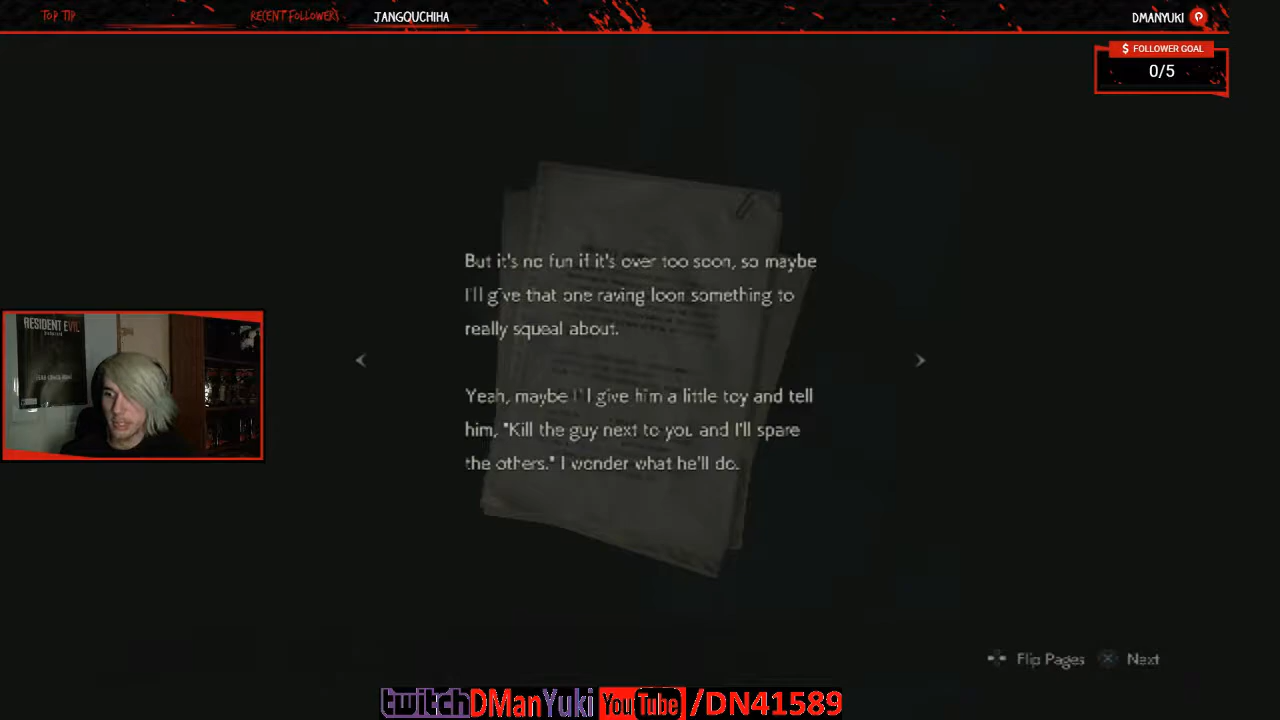 TOP TIP
RECENT FOLLOWERS
JANGOUCHIHA
DMANYUKI
$ FOLLOWER GOAL
0/5
But it's no fun if it's over too soon, so maybe
I'll give that one raving loon something to
really squeal about.
Yeah, maybe I'll give him a little toy and tell
him, "Kill the guy next to you and I'll spare
the others." I wonder what he'll do.
RESIDENT EVIL
Flip Pages
Next
twitch DManYuki YouTube /DN41589